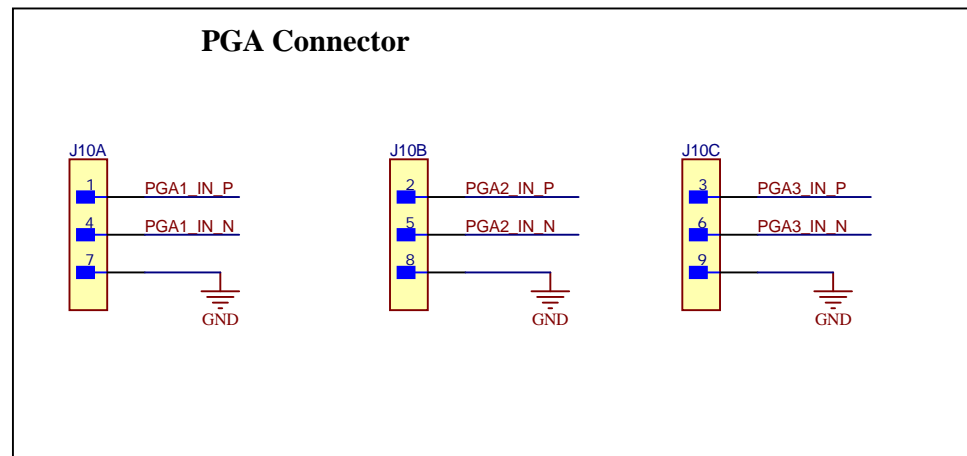 PGA Connector
J10A J10B J10C
1 PGA1_IN_P 2 PGA2_IN_P 3 PGA3_IN_P
4 PGA1_IN_N 5 PGA2_IN_N 6 PGA3_IN_N
7 8 9
GND GND GND